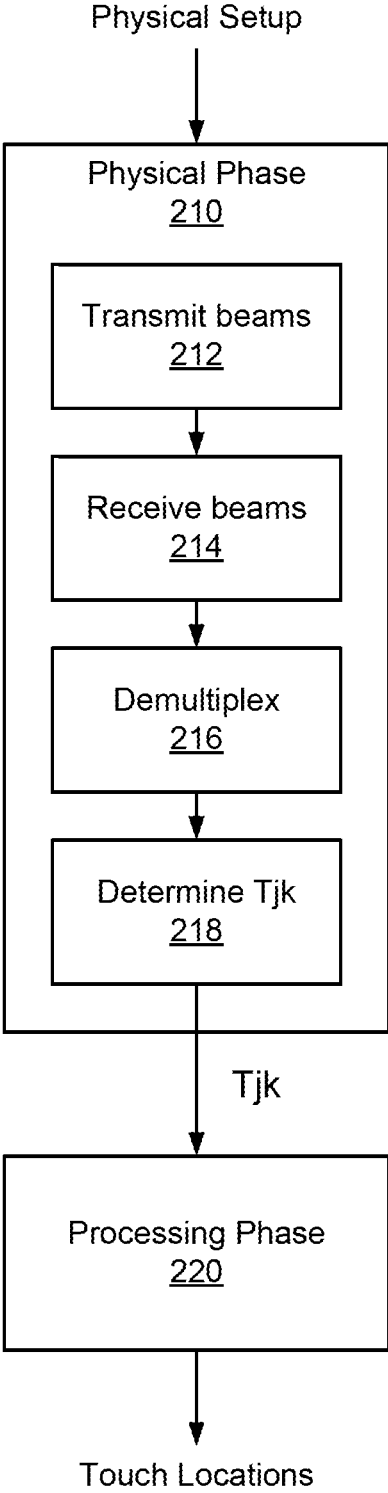 Physical Setup
Physical Phase
210
Transmit beams
212
Receive beams
214
Demultiplex
216
Determine Tjk
218
Tjk
Processing Phase
220
Touch Locations